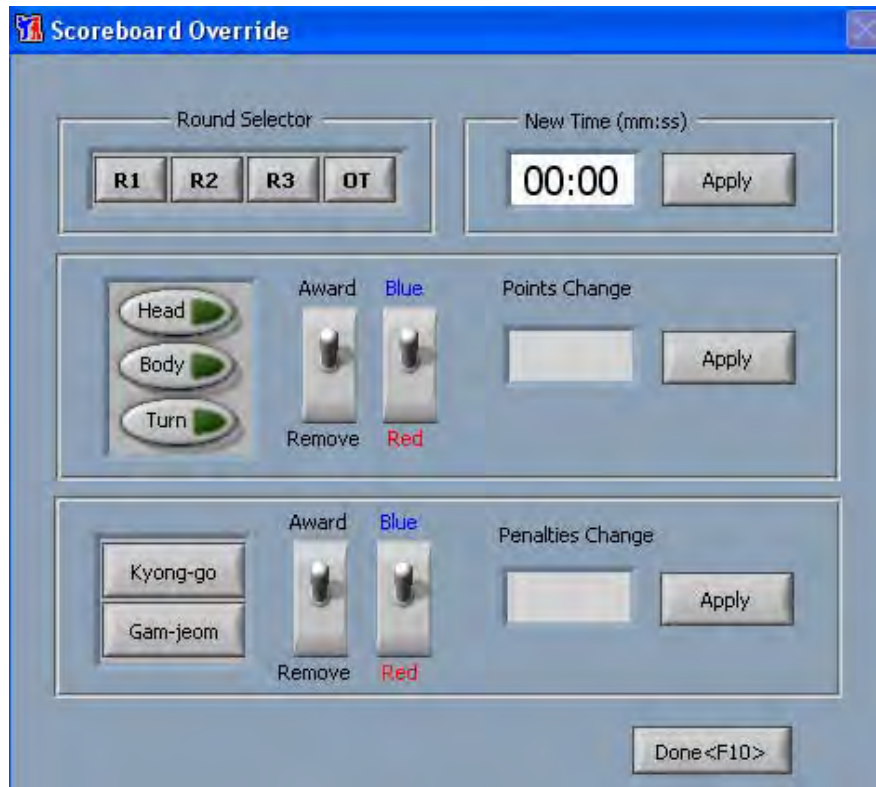 Scoreboard Override
Round Selector
R1 R2 R3 OT
New Time (mm:ss)
00:00 Apply
Head
Body
Turn
Award Blue
Remove Red
Points Change
Apply
Kyong-go
Gam-jeom
Award Blue
Remove Red
Penalties Change
Apply
Done<F10>